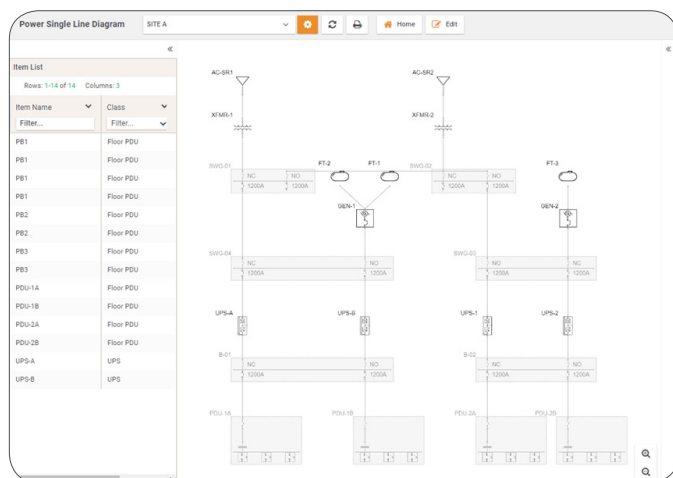 Power Single Line Diagram SITE A Home Edit
Item List
Rows: 1-14 of 14 Columns: 3
Item Name Class
Filter... Filter...
PB1 Floor PDU
PB1 Floor PDU
PB1 Floor PDU
PB1 Floor PDU
PB2 Floor PDU
PB2 Floor PDU
PB3 Floor PDU
PB3 Floor PDU
PDU-1A Floor PDU
PDU-1B Floor PDU
PDU-2A Floor PDU
PDU-2B Floor PDU
UPS-A UPS
UPS-B UPS
AC-SR1 AC-SR2
XFMR-1 XFMR-2
SWG-01 FT-2 FT-1 SWG-02 FT-3
NC NO NC NO
1200A 1200A 1200A 1200A
GEN-1 GEN-2
SWG-04 SWG-03
NC NO NO NC
1200A 1200A 1200A 1200A
UPS-A UPS-B UPS-1 UPS-2
B-01 B-02
NC NO NC NO
1200A 1200A 1200A 1200A
PDU-1A PDU-1B PDU-2A PDU-2B